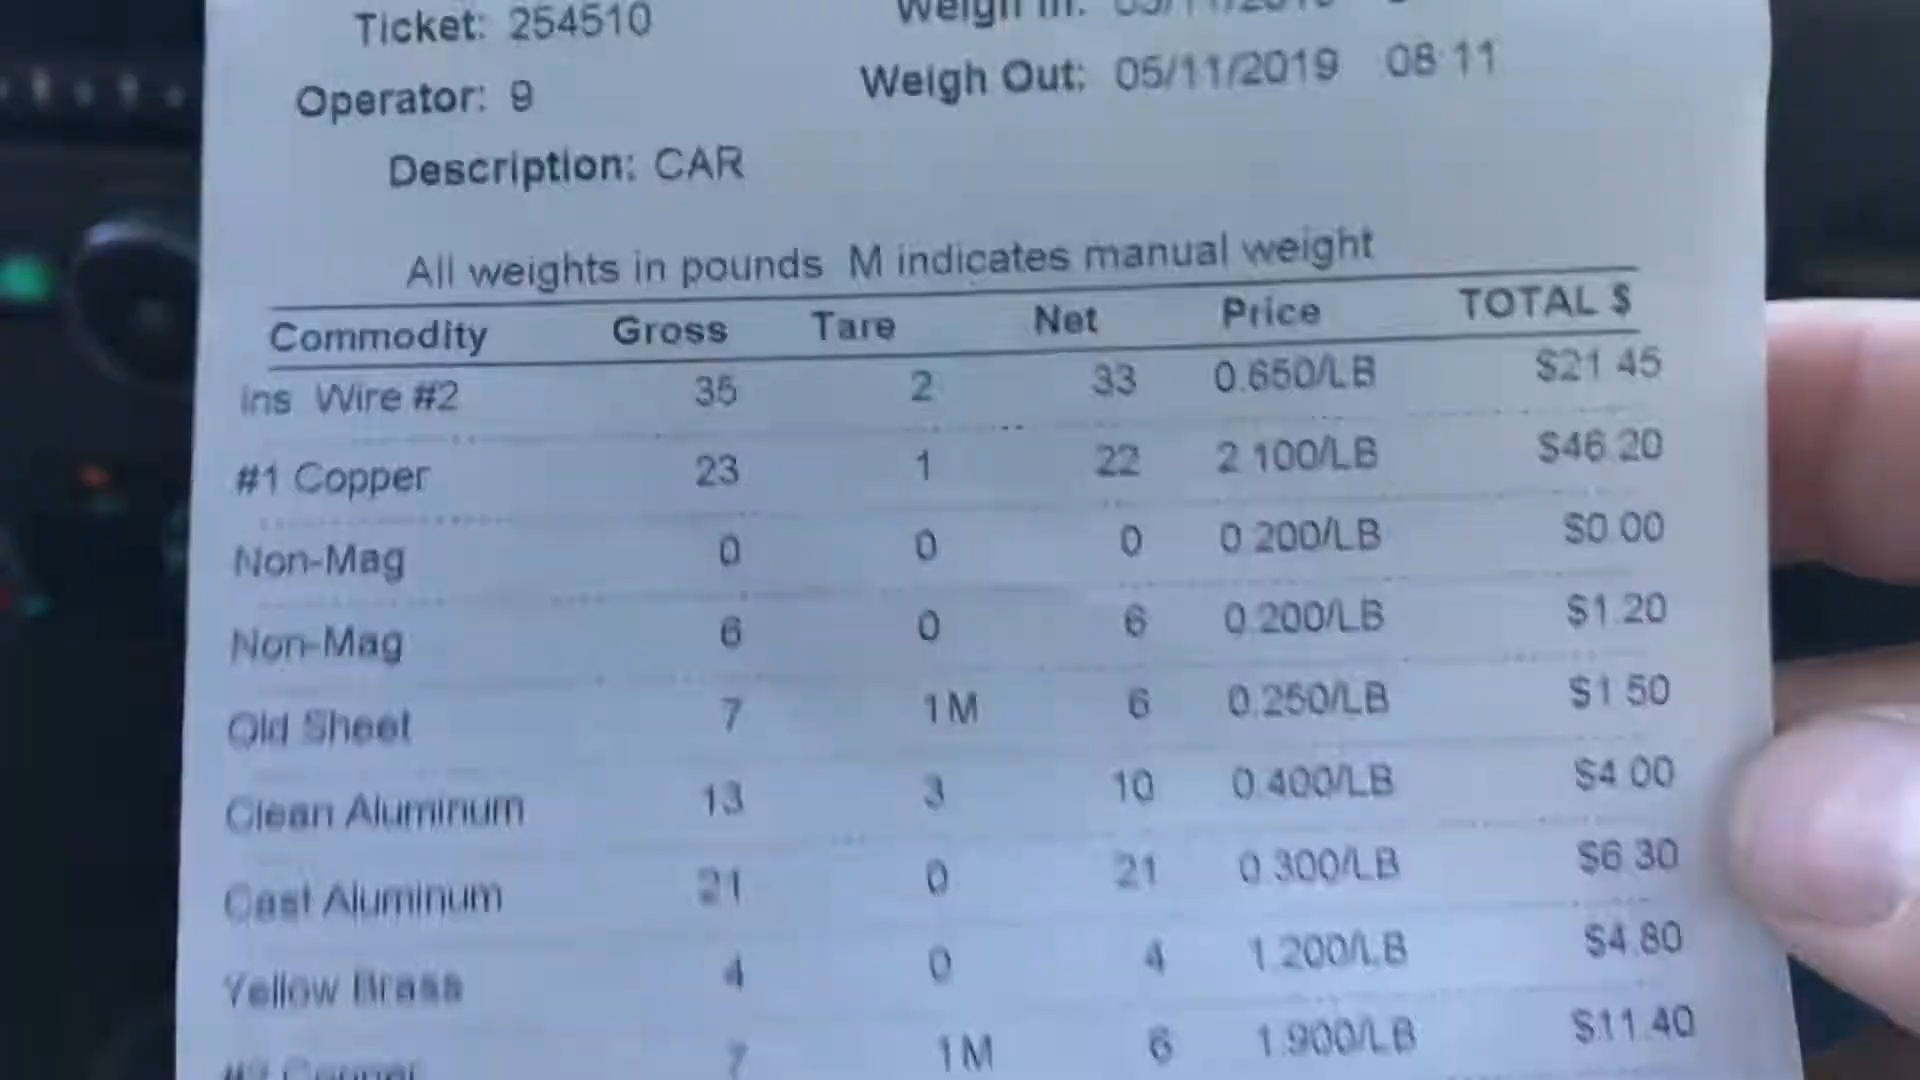 Ticket: 254510 Weigh In:
Operator: 9 Weigh Out: 05/11/2019 08:11
Description: CAR
All weights in pounds M indicates manual weight
Commodity Gross Tare Net Price TOTAL $
Ins Wire #2 35 2 33 0.650/LB $21.45
#1 Copper 23 1 22 2.100/LB $46.20
Non-Mag 0 0 0 0.200/LB $0.00
Non-Mag 6 0 6 0.200/LB $1.20
Old Sheet 7 1M 6 0.250/LB $1.50
Clean Aluminum 13 3 10 0.400/LB $4.00
Cast Aluminum 21 0 21 0.300/LB $6.30
Yellow Brass 4 0 4 1.200/LB $4.80
#2 Copper 7 1M 6 1.900/LB $11.40